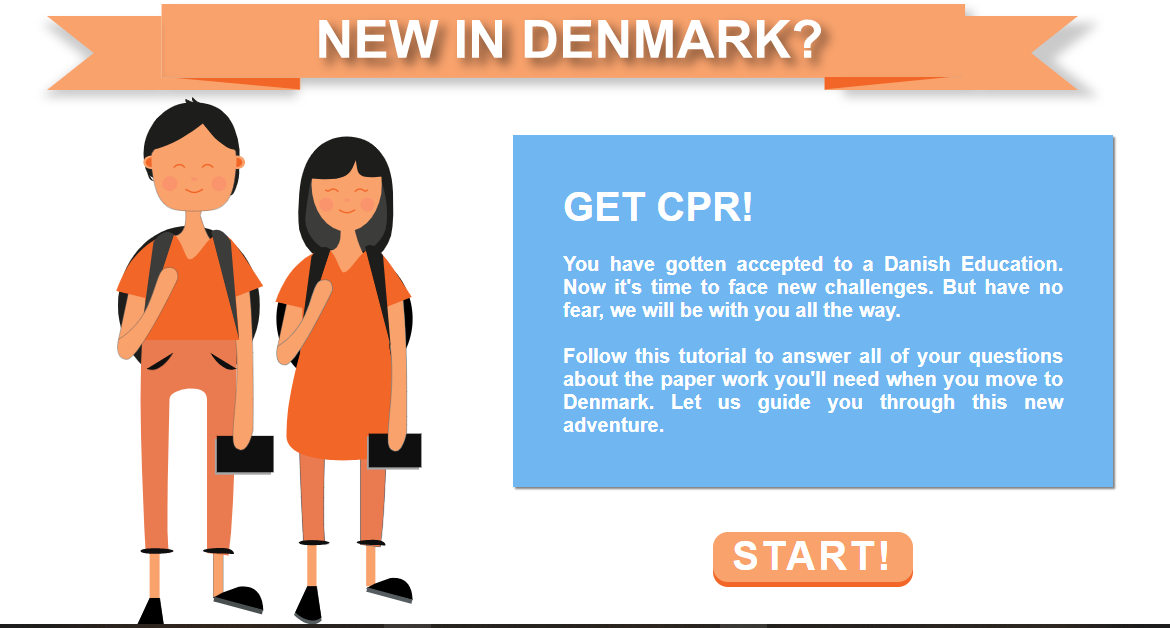 NEW IN DENMARK?
GET CPR!
You have gotten accepted to a Danish Education.
Now it's time to face new challenges. But have no
fear, we will be with you all the way.
Follow this tutorial to answer all of your questions
about the paper work you'll need when you move to
Denmark. Let us guide you through this new
adventure.
START!